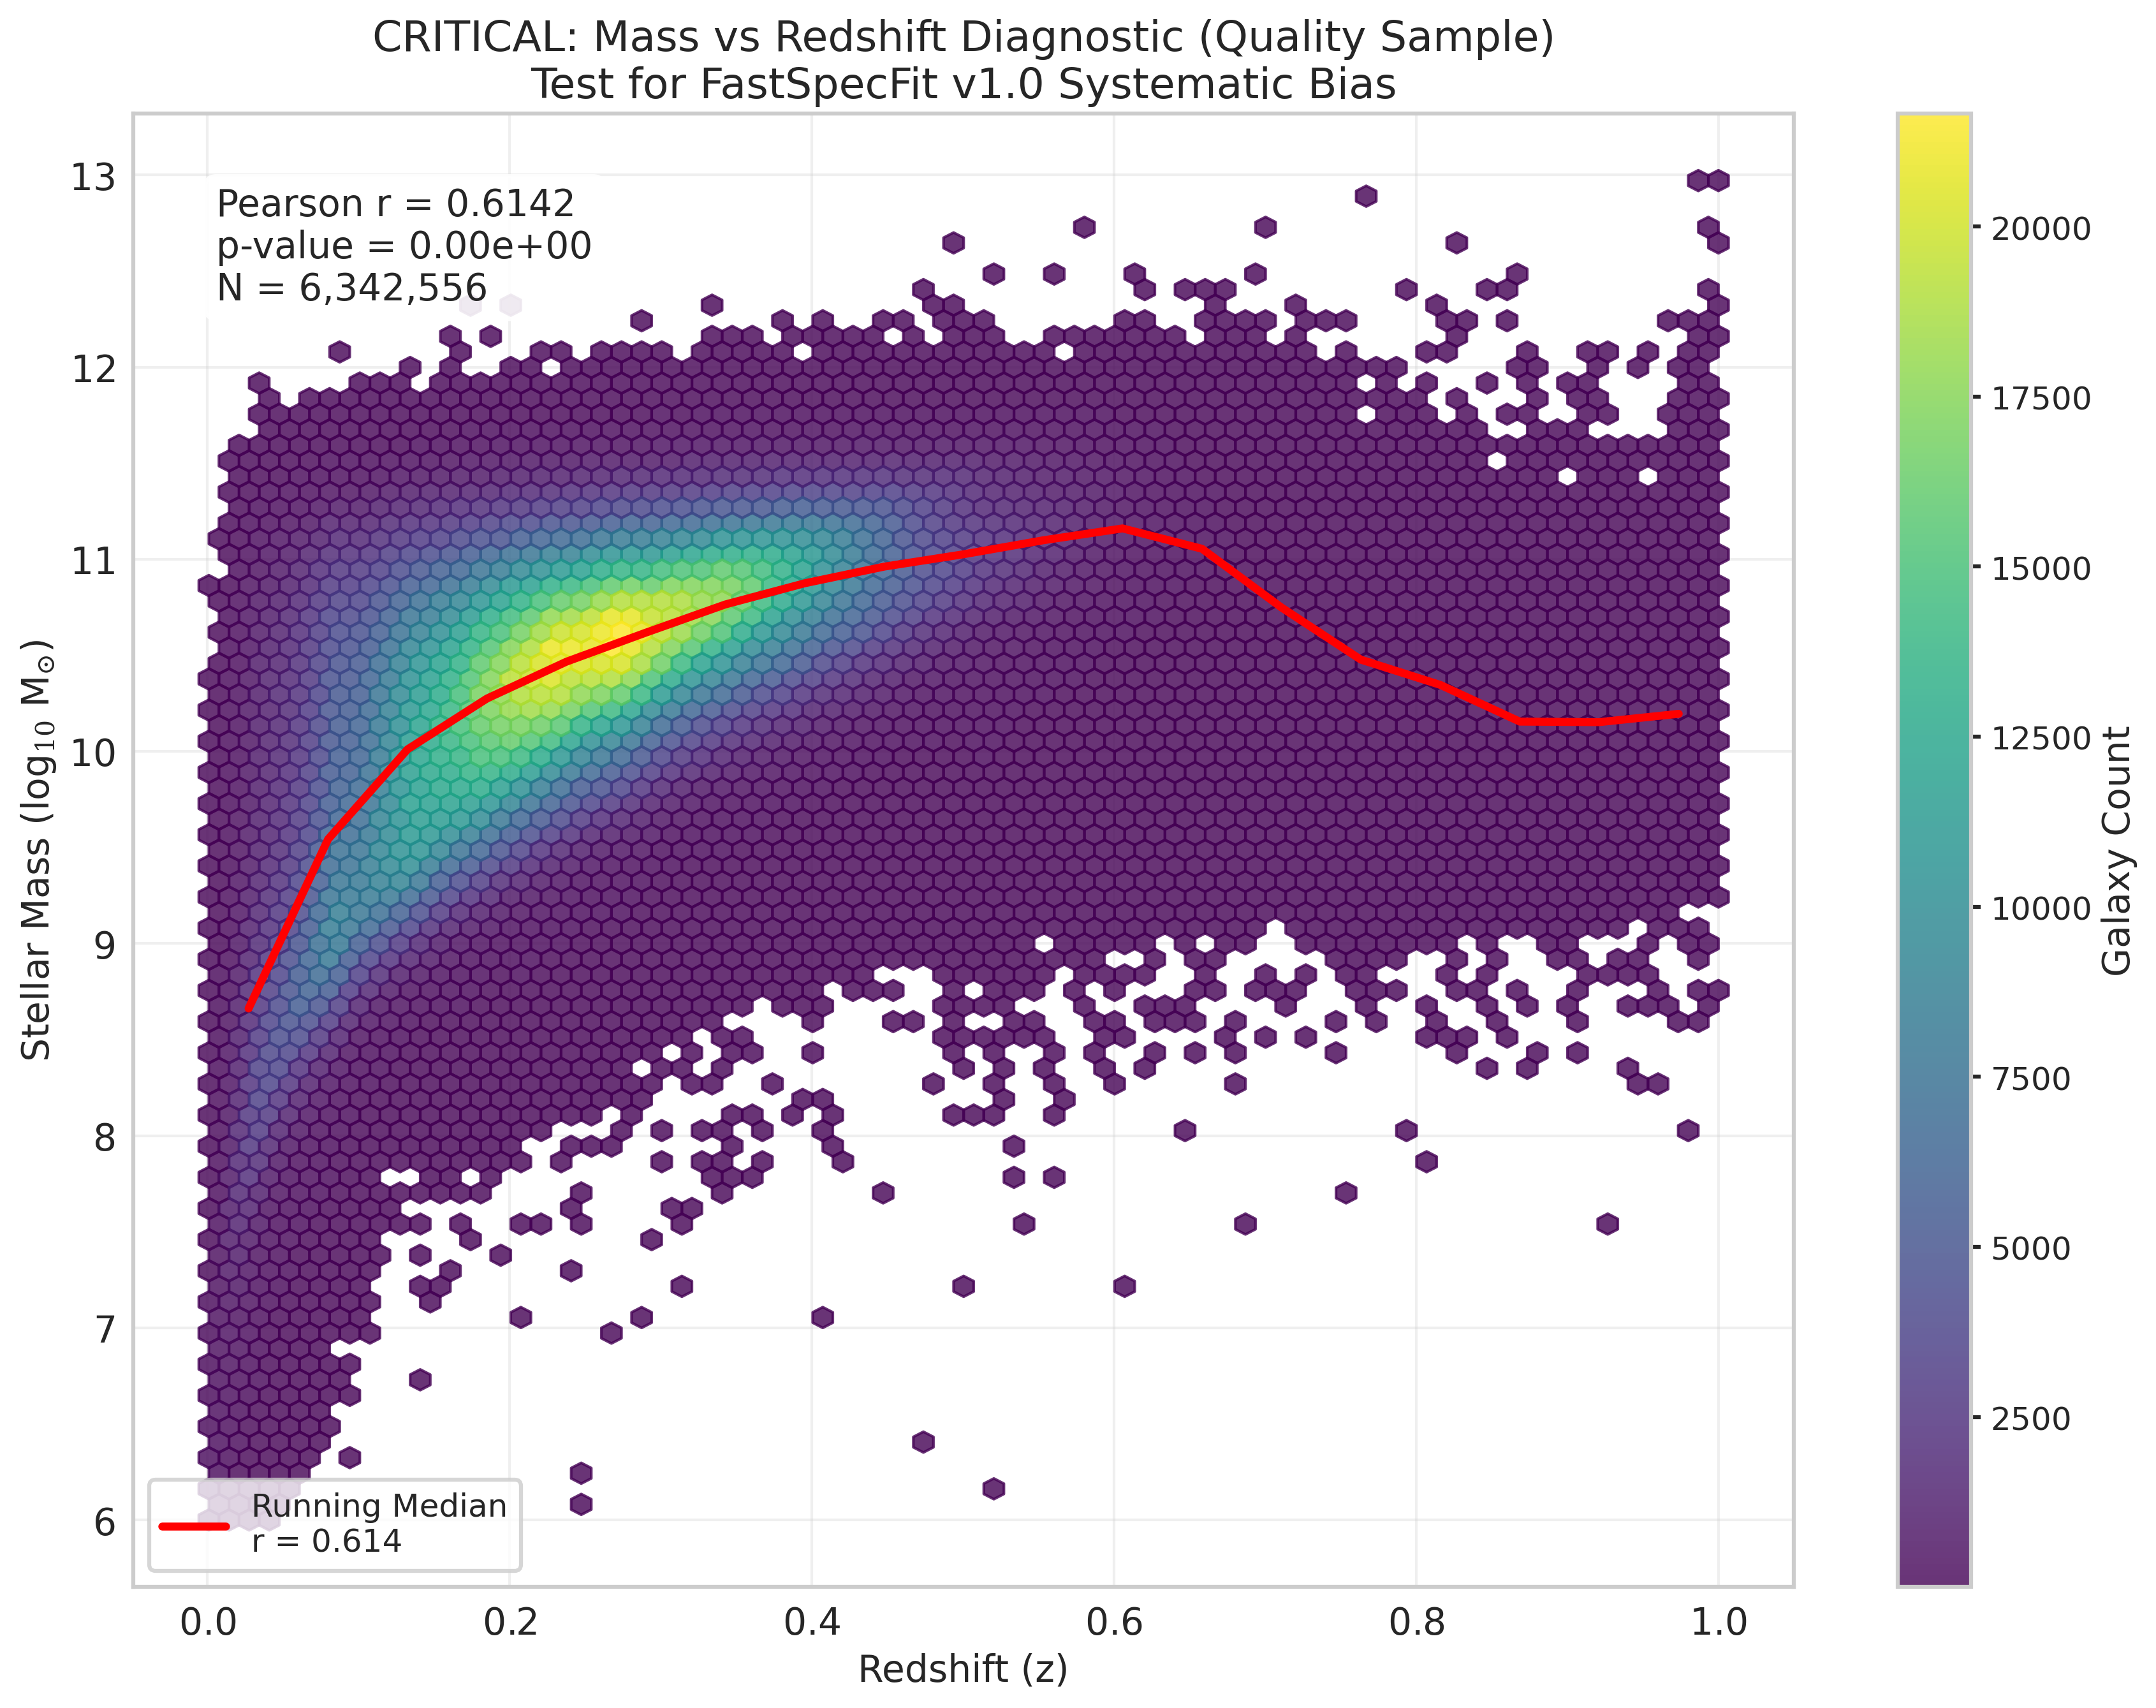 CRITICAL: Mass vs Redshift Diagnostic (Quality Sample)
Test for FastSpecFit v1.0 Systematic Bias
Pearson r = 0.6142
p-value = 0.00e+00
N = 6,342,556
Stellar Mass (log₁₀ M☉)
13
12
11
10
9
8
7
6
Running Median
r = 0.614
0.0
0.2
0.4
0.6
0.8
1.0
Redshift (z)
20000
17500
15000
12500
10000
7500
5000
2500
Galaxy Count